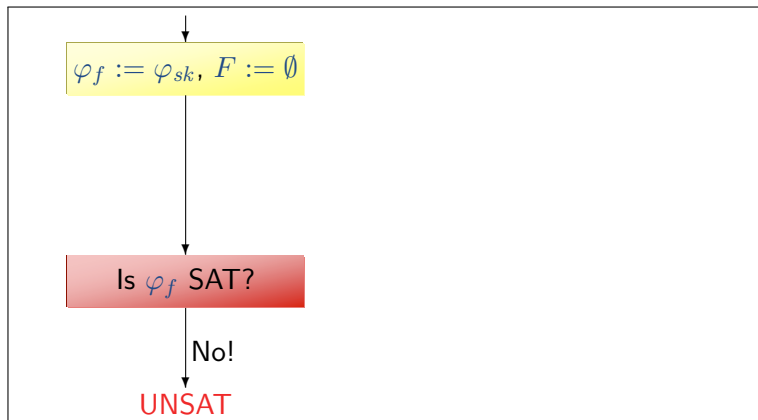 φ_f := φ_sk, F := ∅
Is φ_f SAT?
No!
UNSAT